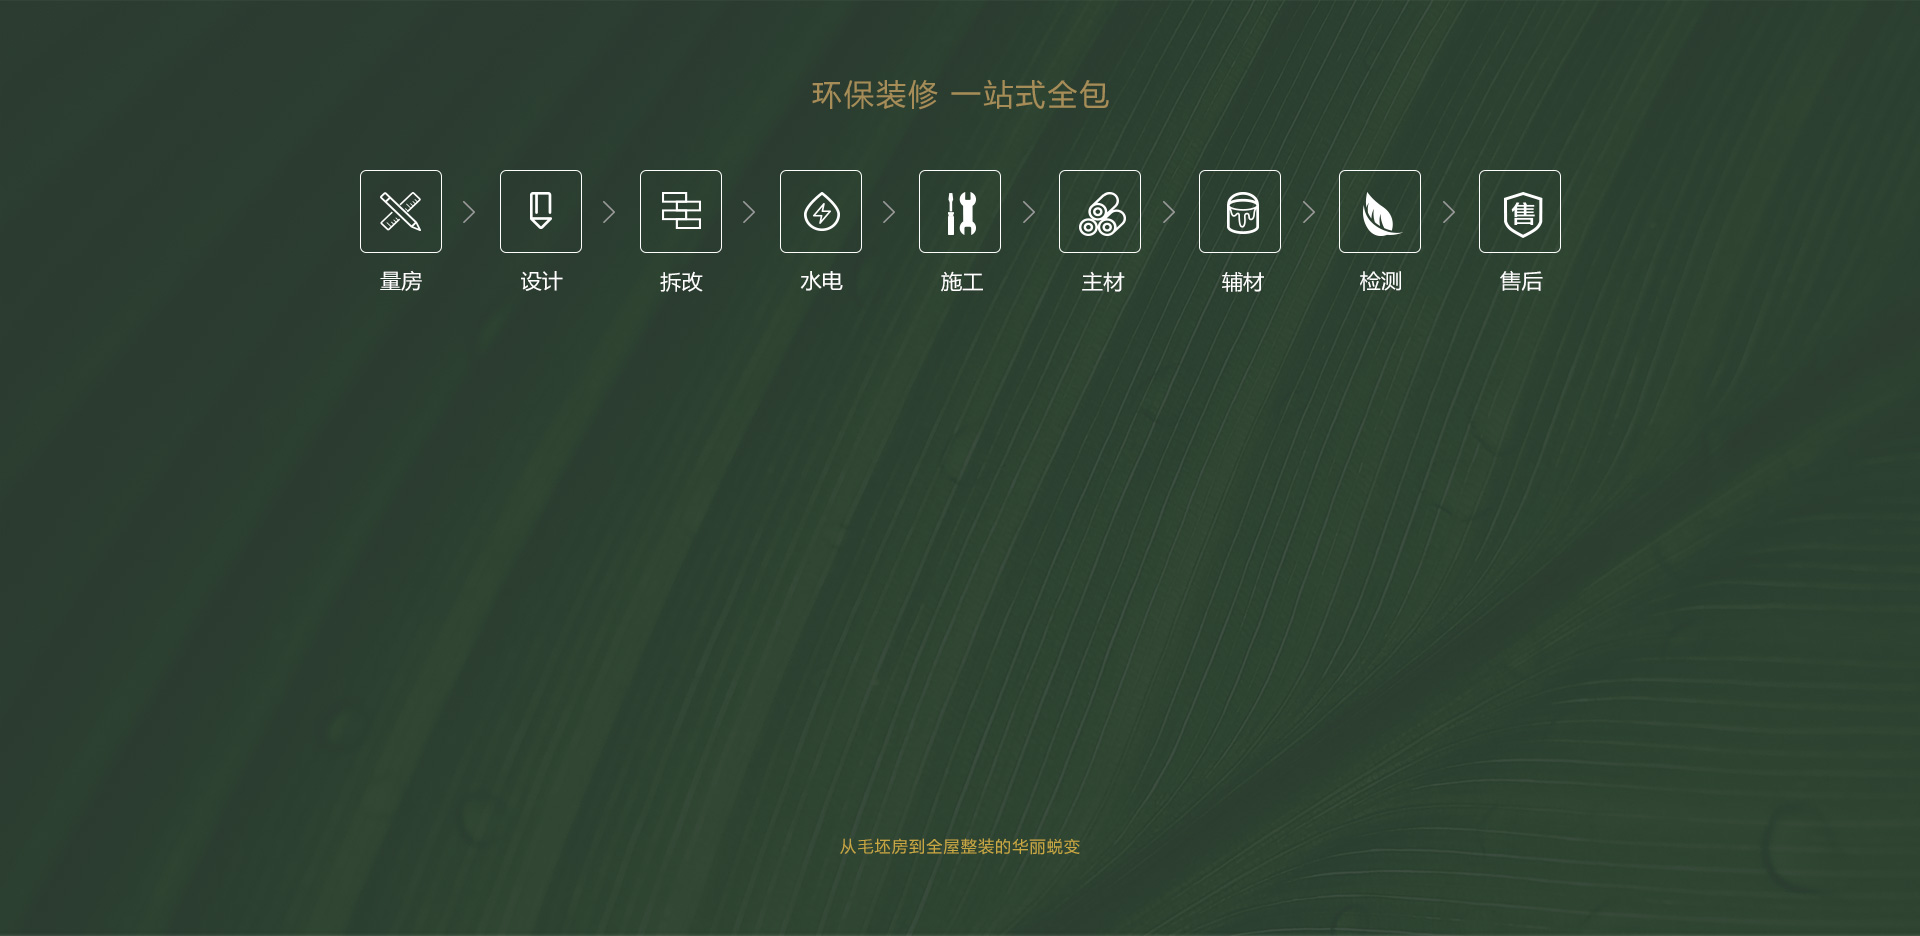 环保装修 一站式全包
售
量房 设计 拆改 水电 施工 主材 辅材 检测 售后
从毛坯房到全屋整装的华丽蜕变